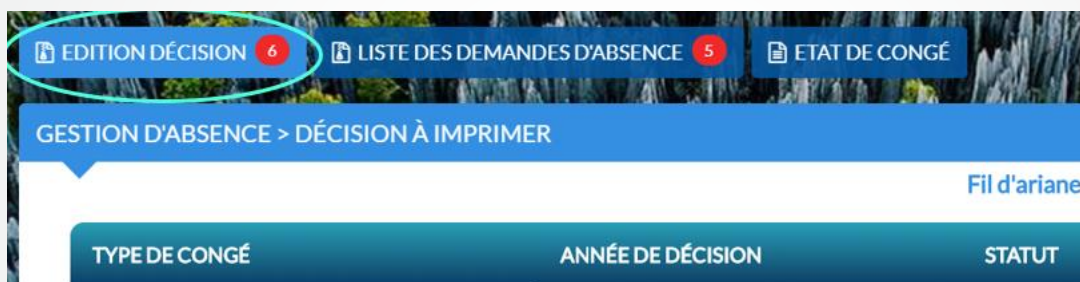 EDITION DÉCISION 6 LISTE DES DEMANDES D'ABSENCE 5 ETAT DE CONGÉ
GESTION D'ABSENCE > DÉCISION À IMPRIMER
Fil d'ariane
TYPE DE CONGÉ ANNÉE DE DÉCISION STATUT